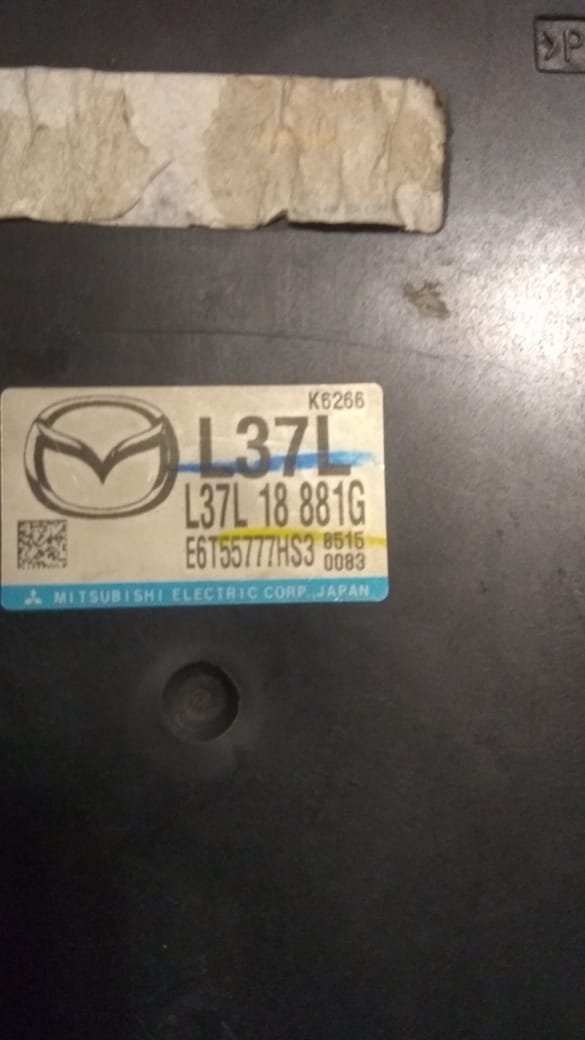 >P
K6266
L37L
L37L 18 881G
E6T55777HS3 8515
0083
MITSUBISHI ELECTRIC CORP.,JAPAN